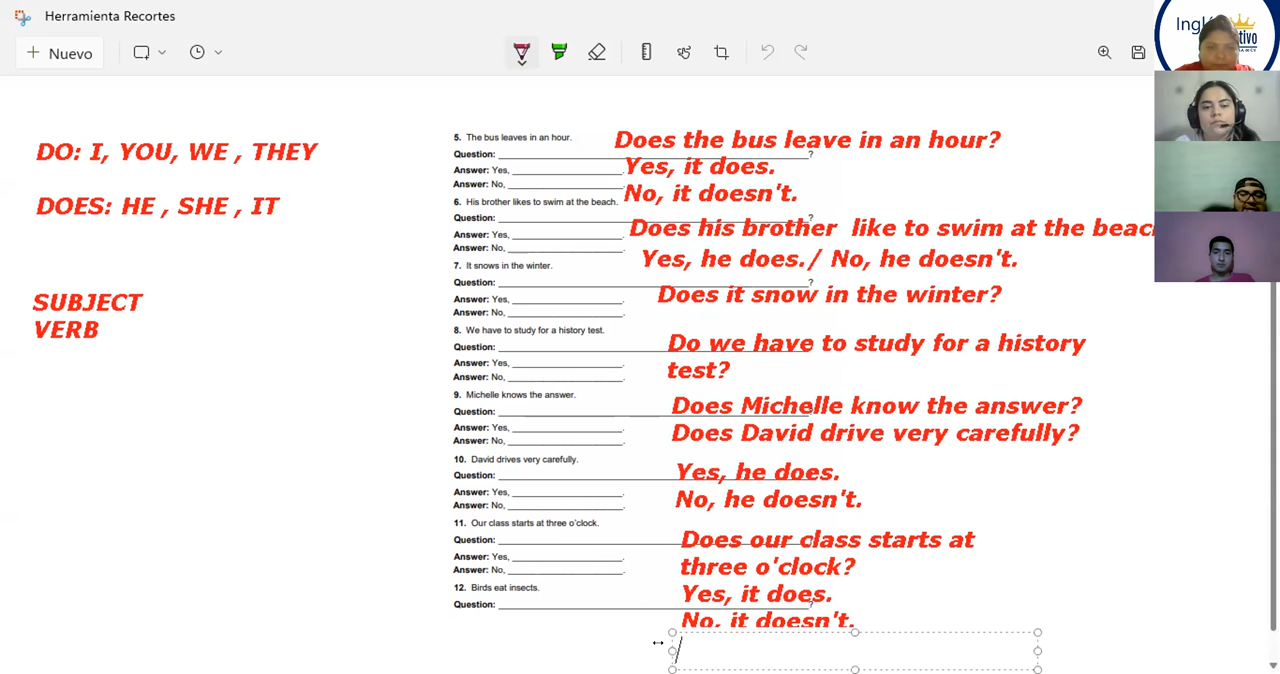 Herramienta Recortes
Nuevo
Inglés
DO: I, YOU, WE , THEY
DOES: HE , SHE , IT
SUBJECT
VERB
5. The bus leaves in an hour.
Does the bus leave in an hour?
Question: ?
Answer: Yes, .
Yes, it does.
Answer: No, .
No, it doesn't.
6. His brother likes to swim at the beach.
Question: ?
Does his brother like to swim at the
Answer: Yes, .
Answer: No, .
Yes, he does./ No, he doesn't.
7. It snows in the winter.
Question: ?
Does it snow in the winter?
Answer: Yes, .
Answer: No, .
8. We have to study for a history test.
Question:
Do we have to study for a history
test?
Answer: Yes, .
Answer: No, .
9. Michelle knows the answer.
Does Michelle know the answer?
Question:
Answer: Yes, .
Does David drive very carefully?
Answer: No, .
10. David drives very carefully.
Question:
Yes, he does.
Answer: Yes, .
No, he doesn't.
Answer: No, .
11. Our class starts at three o'clock.
Question:
Does our class starts at
three o'clock?
Answer: Yes, .
Answer: No, .
12. Birds eat insects.
Yes, it does.
Question: ?
No, it doesn't.